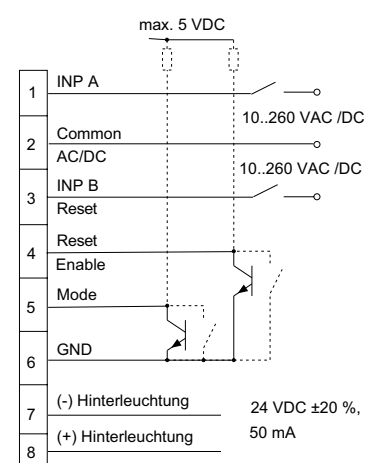 max. 5 VDC
1
INP A
10..260 VAC /DC
2
Common
AC/DC
10..260 VAC /DC
3
INP B
Reset
4
Reset
Enable
5
Mode
6
GND
7
(-) Hinterleuchtung
24 VDC ±20 %,
50 mA
8
(+) Hinterleuchtung